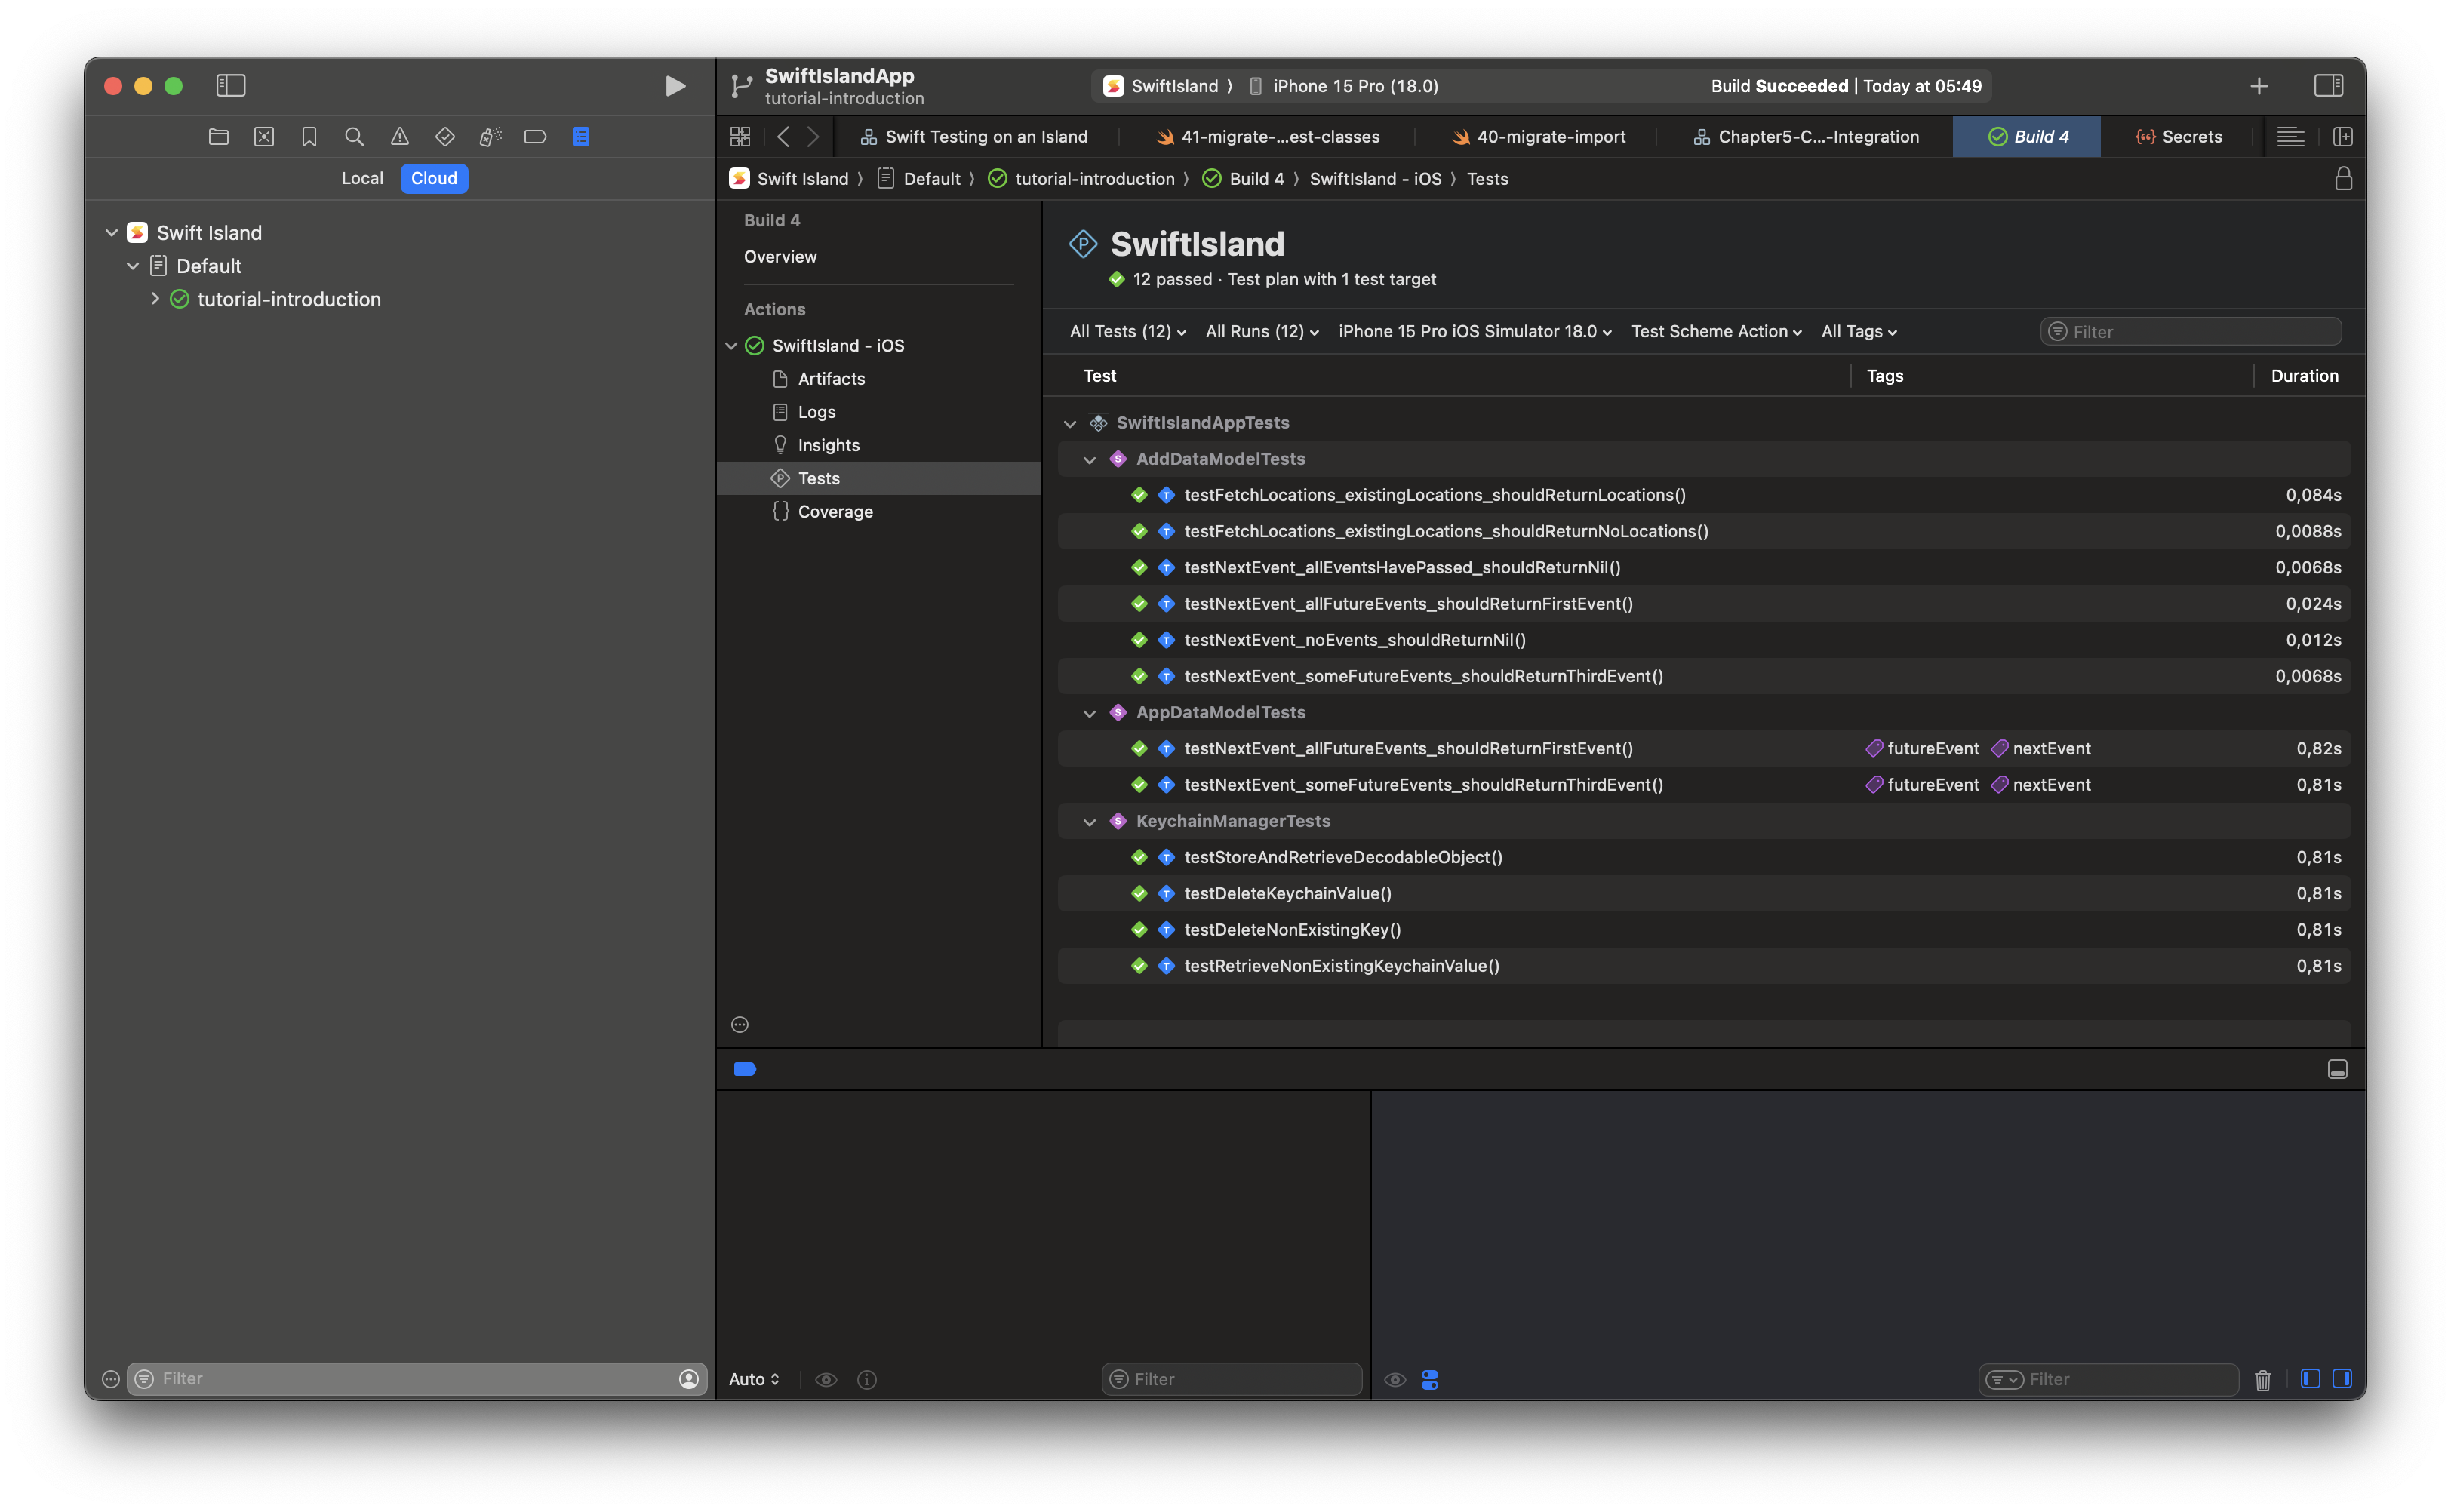 SwiftIslandApp
tutorial-introduction
SwiftIsland ⟩ iPhone 15 Pro (18.0)
Build Succeeded | Today at 05:49
Swift Testing on an Island
41-migrate-...est-classes
40-migrate-import
Chapter5-C...-Integration
Build 4
Secrets
Local
Cloud
Swift Island ⟩ Default ⟩ tutorial-introduction ⟩ Build 4 ⟩ SwiftIsland - iOS ⟩ Tests
Swift Island
Default
tutorial-introduction
Build 4
Overview
Actions
SwiftIsland - iOS
Artifacts
Logs
Insights
Tests
Coverage
SwiftIsland
12 passed · Test plan with 1 test target
All Tests (12) All Runs (12) iPhone 15 Pro iOS Simulator 18.0 Test Scheme Action All Tags Filter
Test Tags Duration
SwiftIslandAppTests
AddDataModelTests
testFetchLocations_existingLocations_shouldReturnLocations() 0,084s
testFetchLocations_existingLocations_shouldReturnNoLocations() 0,0088s
testNextEvent_allEventsHavePassed_shouldReturnNil() 0,0068s
testNextEvent_allFutureEvents_shouldReturnFirstEvent() 0,024s
testNextEvent_noEvents_shouldReturnNil() 0,012s
testNextEvent_someFutureEvents_shouldReturnThirdEvent() 0,0068s
AppDataModelTests
testNextEvent_allFutureEvents_shouldReturnFirstEvent() futureEvent nextEvent 0,82s
testNextEvent_someFutureEvents_shouldReturnThirdEvent() futureEvent nextEvent 0,81s
KeychainManagerTests
testStoreAndRetrieveDecodableObject() 0,81s
testDeleteKeychainValue() 0,81s
testDeleteNonExistingKey() 0,81s
testRetrieveNonExistingKeychainValue() 0,81s
Filter
Auto
Filter
Filter